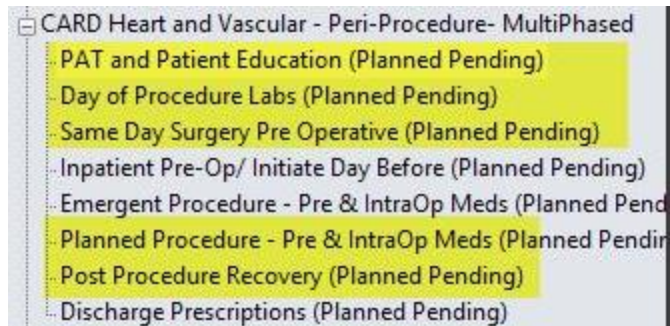 CARD Heart and Vascular - Peri-Procedure- MultiPhased
PAT and Patient Education (Planned Pending)
Day of Procedure Labs (Planned Pending)
Same Day Surgery Pre Operative (Planned Pending)
Inpatient Pre-Op/ Initiate Day Before (Planned Pending)
Emergent Procedure - Pre & IntraOp Meds (Planned Pend
Planned Procedure - Pre & IntraOp Meds (Planned Pendin
Post Procedure Recovery (Planned Pending)
Discharge Prescriptions (Planned Pending)